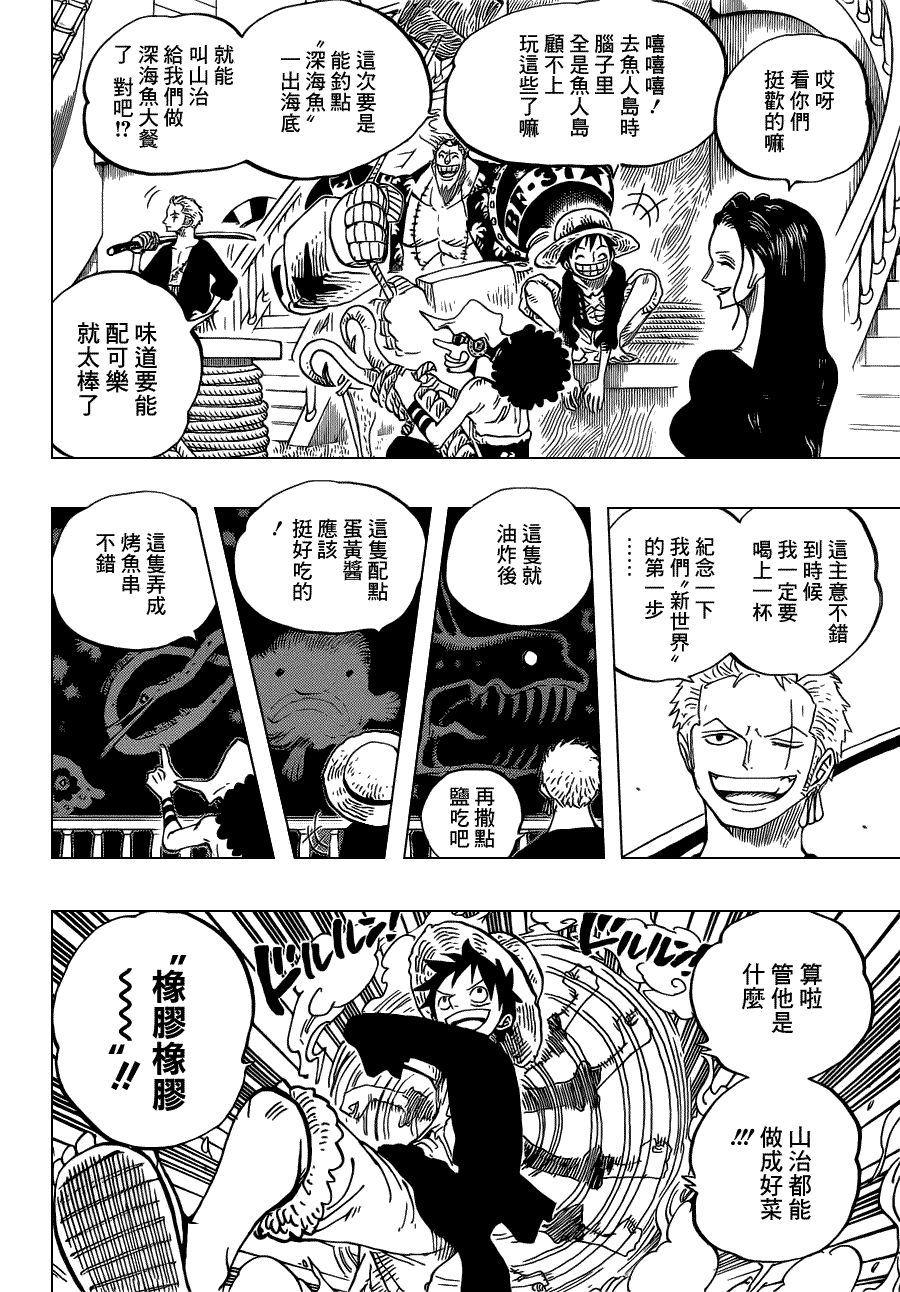 哎呀
看你們
挺歡的嘛
嘻嘻嘻！
去魚人島時
腦子里
全是魚人島
顧不上
玩這些了嘛
這次要是
能釣點
"深海魚"
一出海底
就能
叫山治
給我們做
深海魚大餐
了 對吧!?
BF-31
味道要能
配可樂
就太棒了
這主意不錯
到時候
我一定要
喝上一杯
紀念一下
我們"新世界"
的第一步
……
這隻就
油炸後
再撒點
鹽吃吧
這隻配點
蛋黃醬
應該
挺好吃的
！
這隻弄成
烤魚串
不錯
算啦
管他是
什麼
山治都能
做成好菜
!!!
ドルルルン!!
ドルルルン!!
"橡膠橡膠
~~"!!